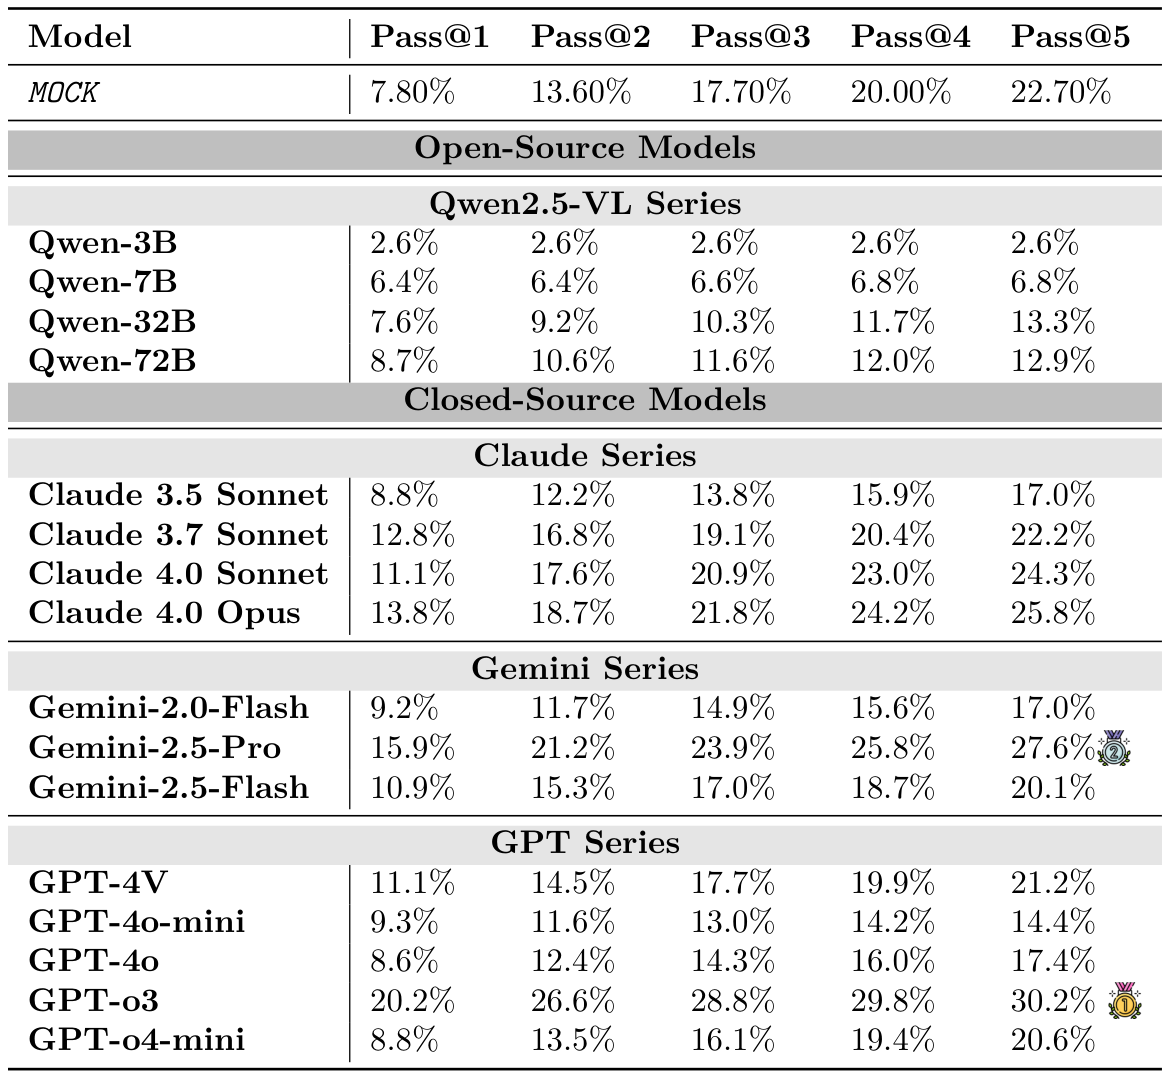 Model Pass@1 Pass@2 Pass@3 Pass@4 Pass@5
MOCK 7.80% 13.60% 17.70% 20.00% 22.70%
Open-Source Models
Qwen2.5-VL Series
Qwen-3B 2.6% 2.6% 2.6% 2.6% 2.6%
Qwen-7B 6.4% 6.4% 6.6% 6.8% 6.8%
Qwen-32B 7.6% 9.2% 10.3% 11.7% 13.3%
Qwen-72B 8.7% 10.6% 11.6% 12.0% 12.9%
Closed-Source Models
Claude Series
Claude 3.5 Sonnet 8.8% 12.2% 13.8% 15.9% 17.0%
Claude 3.7 Sonnet 12.8% 16.8% 19.1% 20.4% 22.2%
Claude 4.0 Sonnet 11.1% 17.6% 20.9% 23.0% 24.3%
Claude 4.0 Opus 13.8% 18.7% 21.8% 24.2% 25.8%
Gemini Series
Gemini-2.0-Flash 9.2% 11.7% 14.9% 15.6% 17.0%
Gemini-2.5-Pro 15.9% 21.2% 23.9% 25.8% 27.6% 2
Gemini-2.5-Flash 10.9% 15.3% 17.0% 18.7% 20.1%
GPT Series
GPT-4V 11.1% 14.5% 17.7% 19.9% 21.2%
GPT-4o-mini 9.3% 11.6% 13.0% 14.2% 14.4%
GPT-4o 8.6% 12.4% 14.3% 16.0% 17.4%
GPT-o3 20.2% 26.6% 28.8% 29.8% 30.2% 1
GPT-o4-mini 8.8% 13.5% 16.1% 19.4% 20.6%